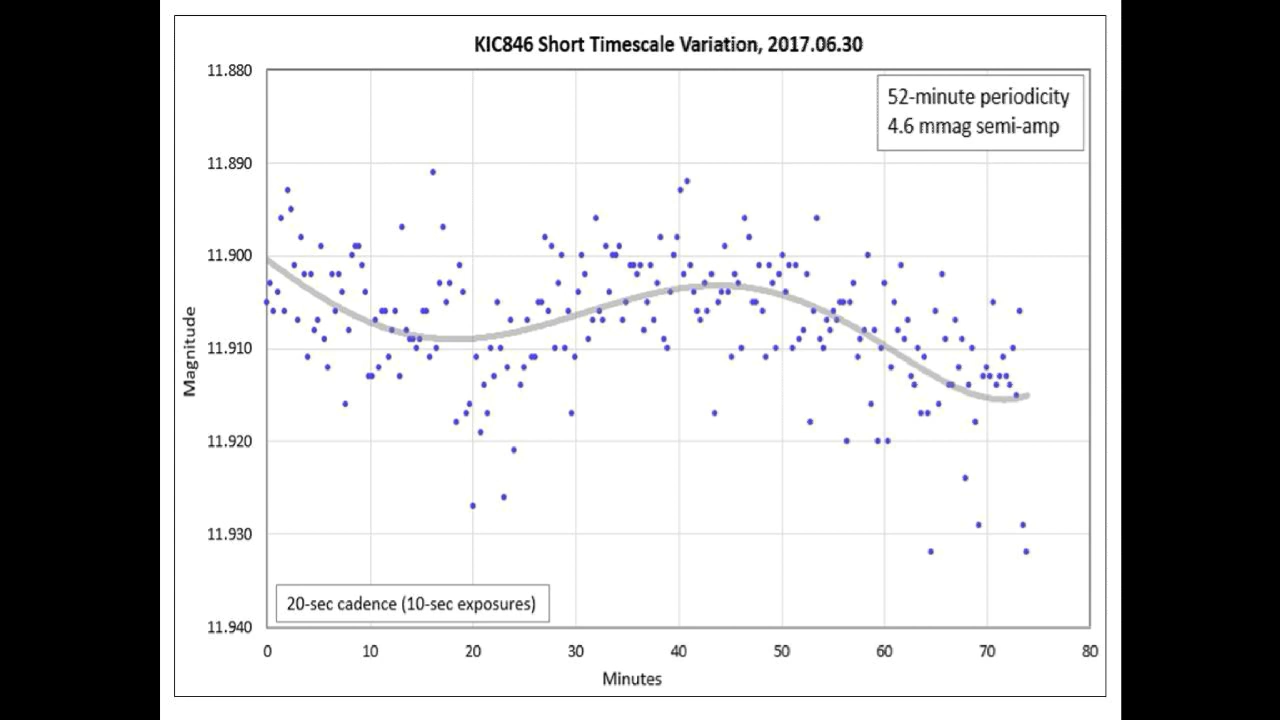 KIC846 Short Timescale Variation, 2017.06.30
11.880
11.890
11.900
11.910
11.920
11.930
11.940
Magnitude
52-minute periodicity
4.6 mmag semi-amp
20-sec cadence (10-sec exposures)
0 10 20 30 40 50 60 70 80
Minutes